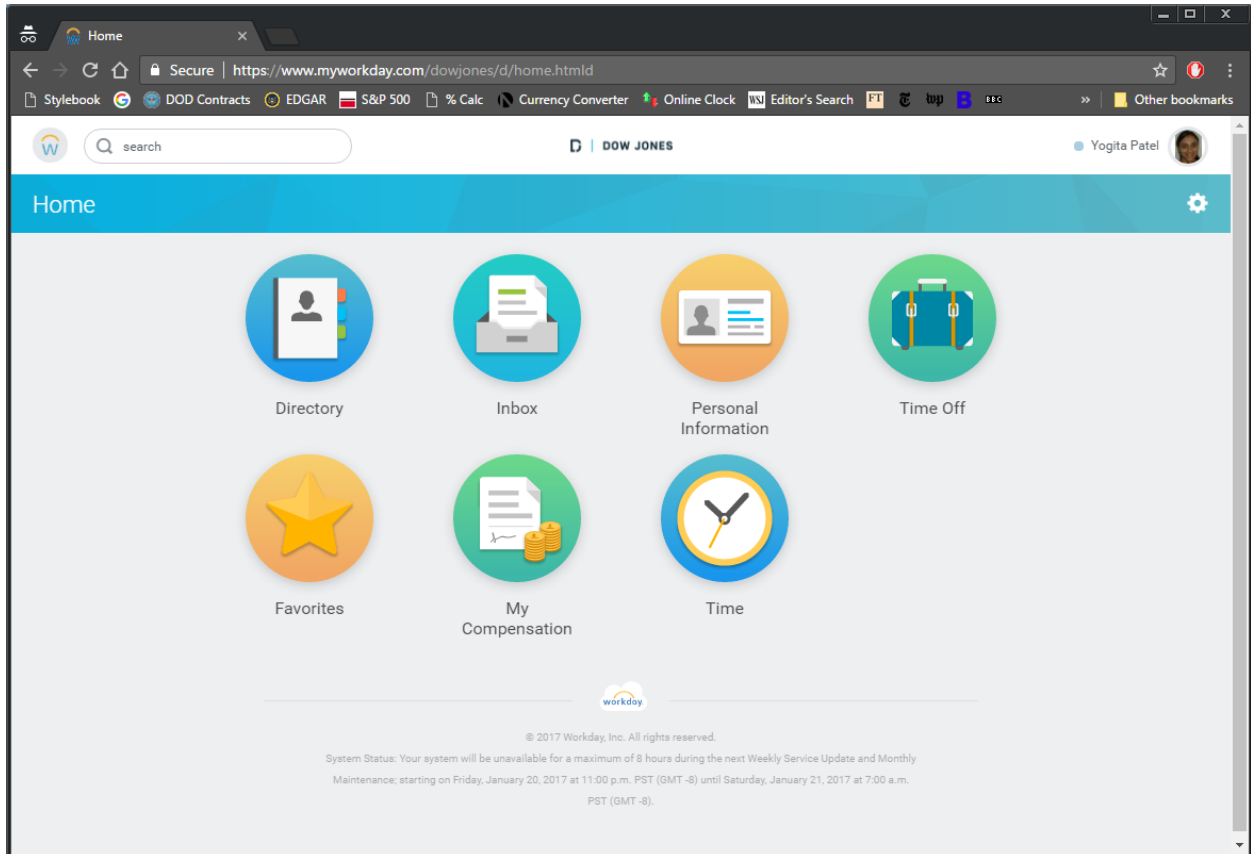 Home
Secure | https://www.myworkday.com/dowjones/d/home.htmld
Stylebook DOD Contracts EDGAR S&P 500 % Calc Currency Converter Online Clock WSJ Editor's Search FT wp B BBC » Other bookmarks
search DOW JONES Yogita Patel
Home
Directory Inbox Personal Information Time Off
Favorites My Compensation Time
workday
© 2017 Workday, Inc. All rights reserved.
System Status: Your system will be unavailable for a maximum of 8 hours during the next Weekly Service Update and Monthly
Maintenance; starting on Friday, January 20, 2017 at 11:00 p.m. PST (GMT -8) until Saturday, January 21, 2017 at 7:00 a.m.
PST (GMT -8).